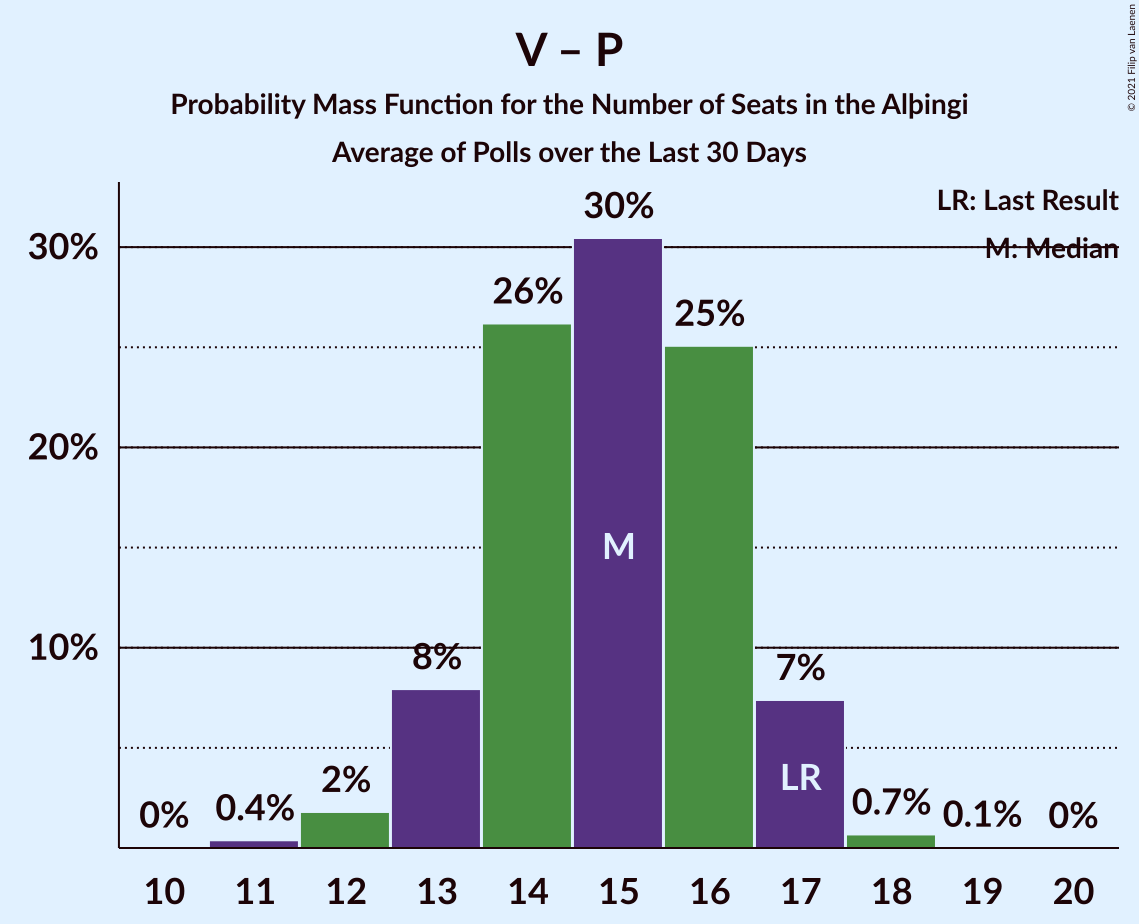 V – P
Probability Mass Function for the Number of Seats in the Alþingi
Average of Polls over the Last 30 Days
© 2021 Filip van Laenen
LR: Last Result
M: Median
30%
20%
10%
0%
0.4%
2%
8%
26%
30%
25%
7%
0.7%
0.1%
0%
M
LR
10 11 12 13 14 15 16 17 18 19 20